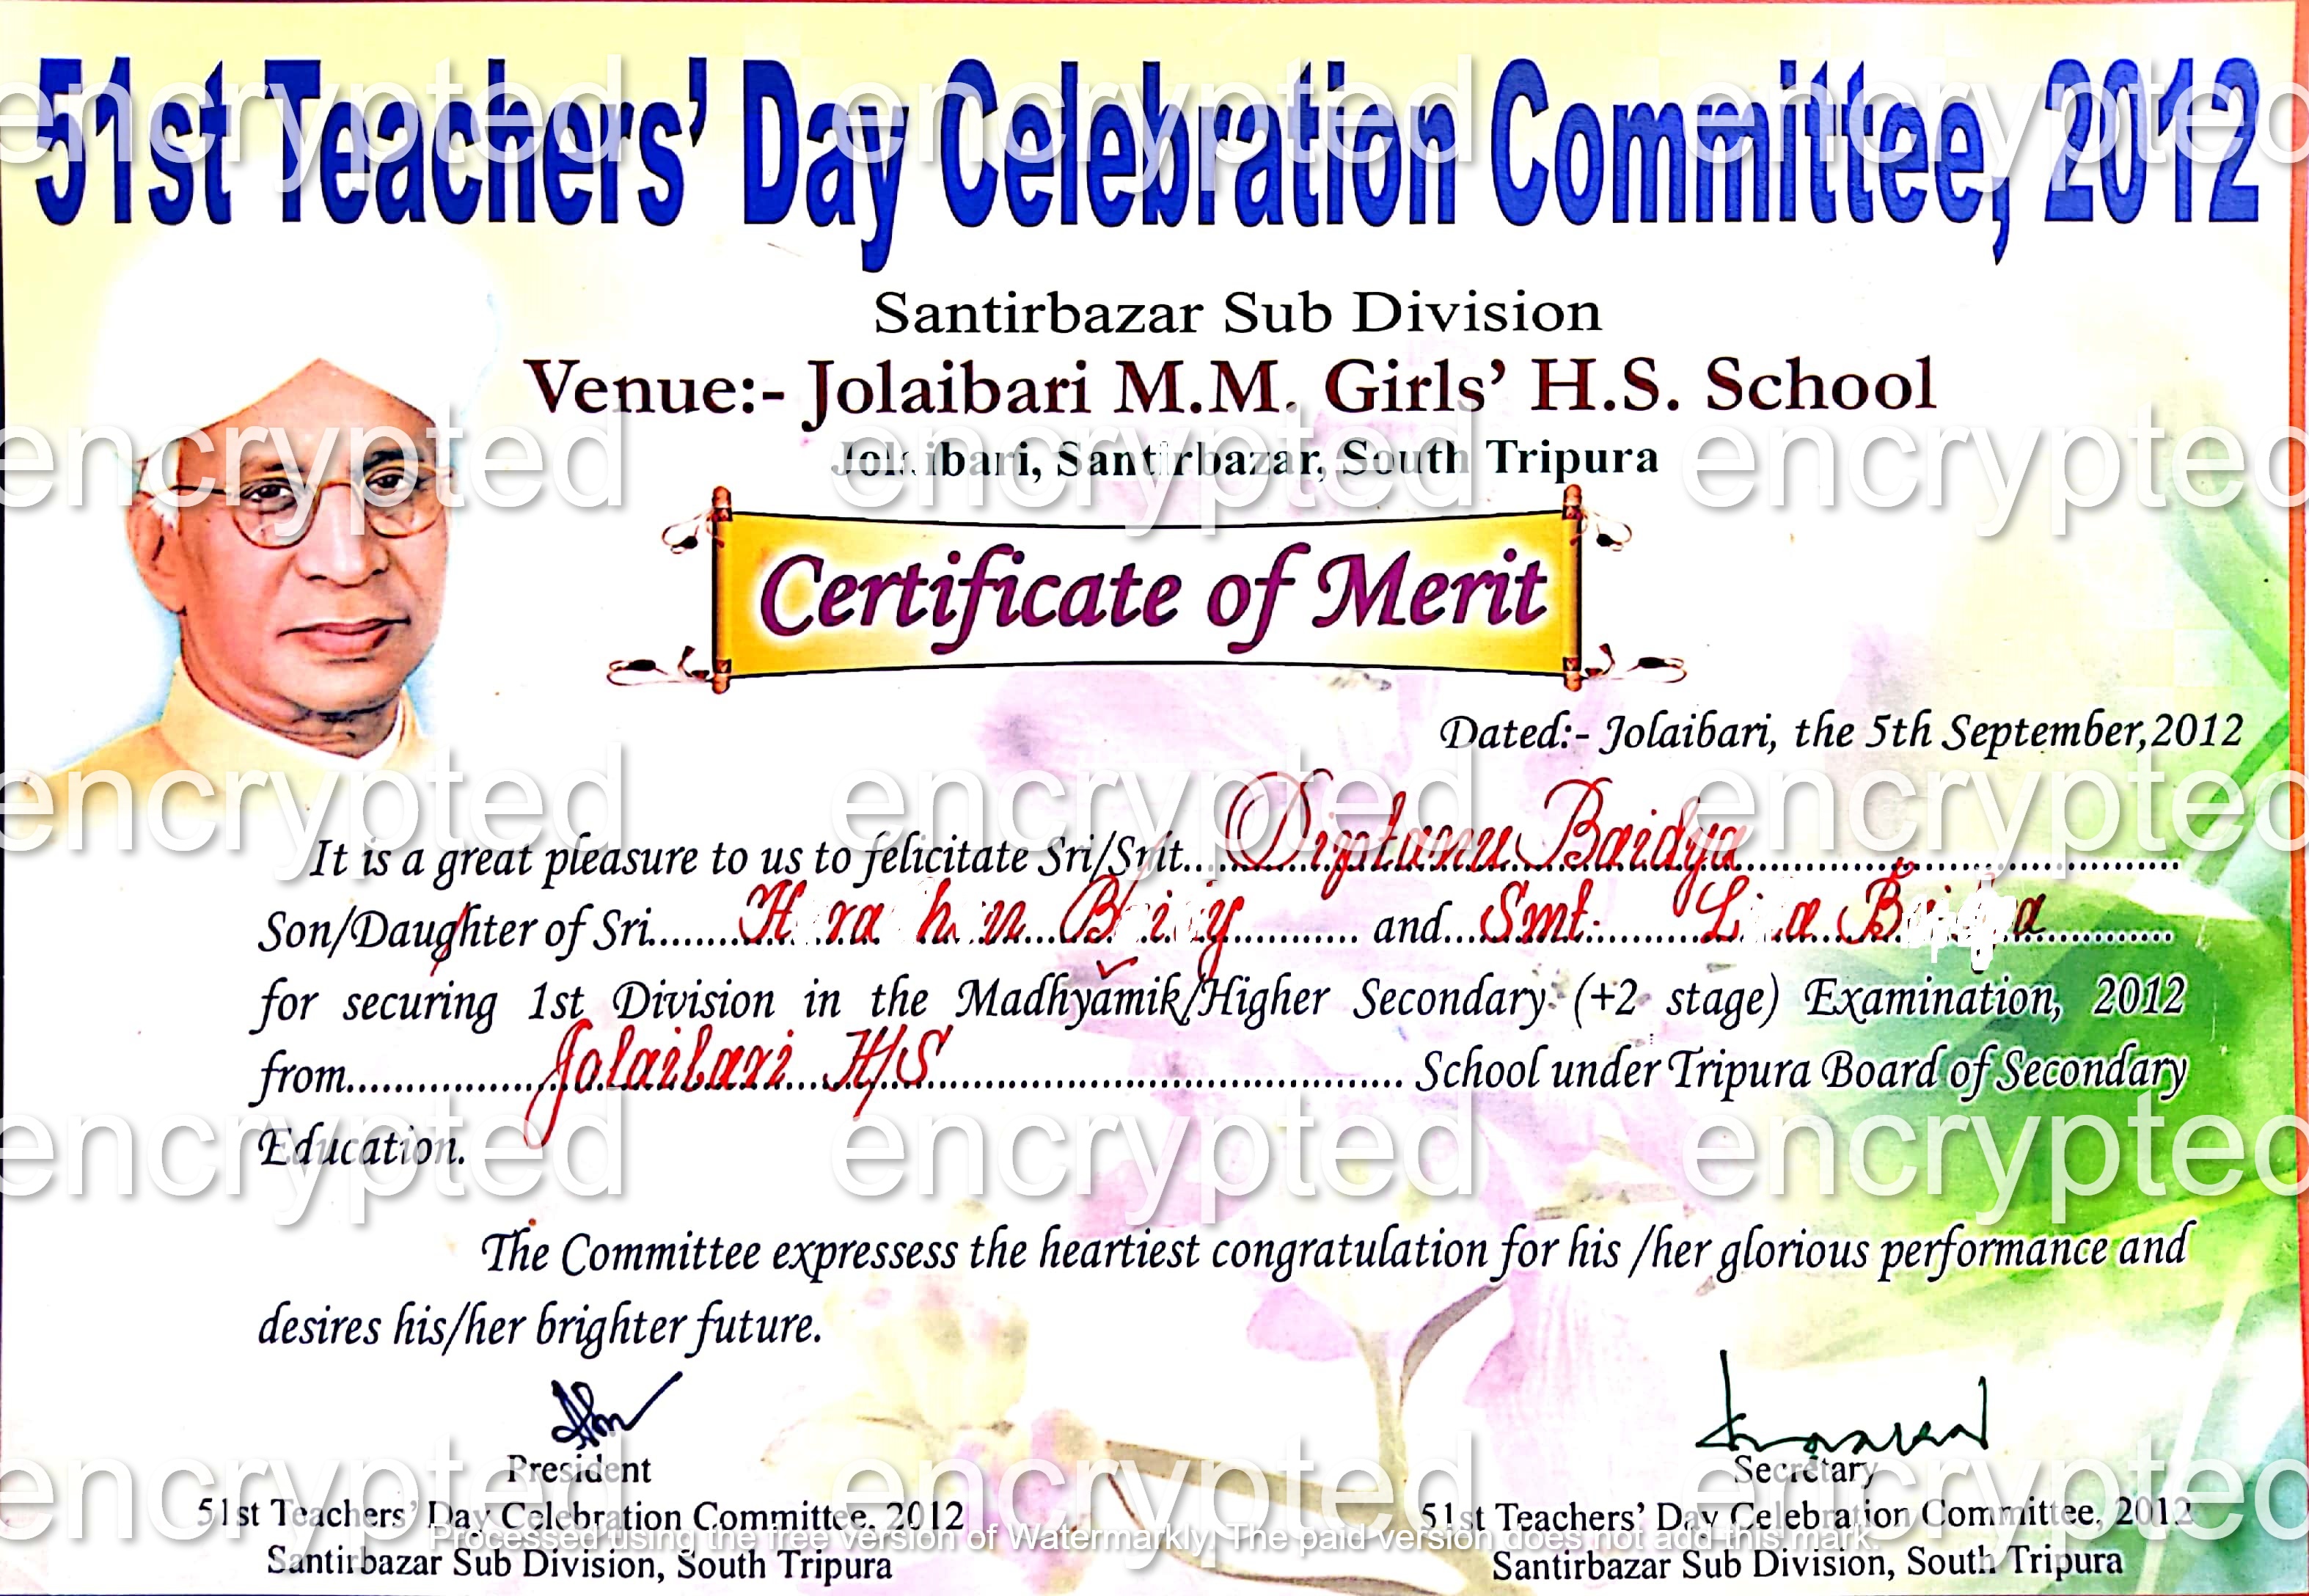 51st Teachers' Day Celebration Committee, 2012
Santirbazar Sub Division
Venue:- Jolaibari M.M. Girls' H.S. School
Jolaibari, Santirbazar, South Tripura
Certificate of Merit
Dated:- Jolaibari, the 5th September,2012
It is a great pleasure to us to felicitate Sri/Smt. Diptanu Baidya
Son/Daughter of Sri and Smt.
for securing 1st Division in the Madhyamik/Higher Secondary (+2 stage) Examination, 2012
from Jolaibari H/S School under Tripura Board of Secondary
Education.
The Committee expressess the heartiest congratulation for his /her glorious performance and
desires his/her brighter future.
President
51st Teachers' Day Celebration Committee, 2012
Santirbazar Sub Division, South Tripura
Secretary
51st Teachers' Day Celebration Committee, 2012
Santirbazar Sub Division, South Tripura
encrypted encrypted encrypted
encrypted encrypted encrypted
encrypted encrypted encrypted
encrypted encrypted encrypted
encrypted encrypted encrypted
Processed using the free version of Watermarkly. The paid version does not add this mark.